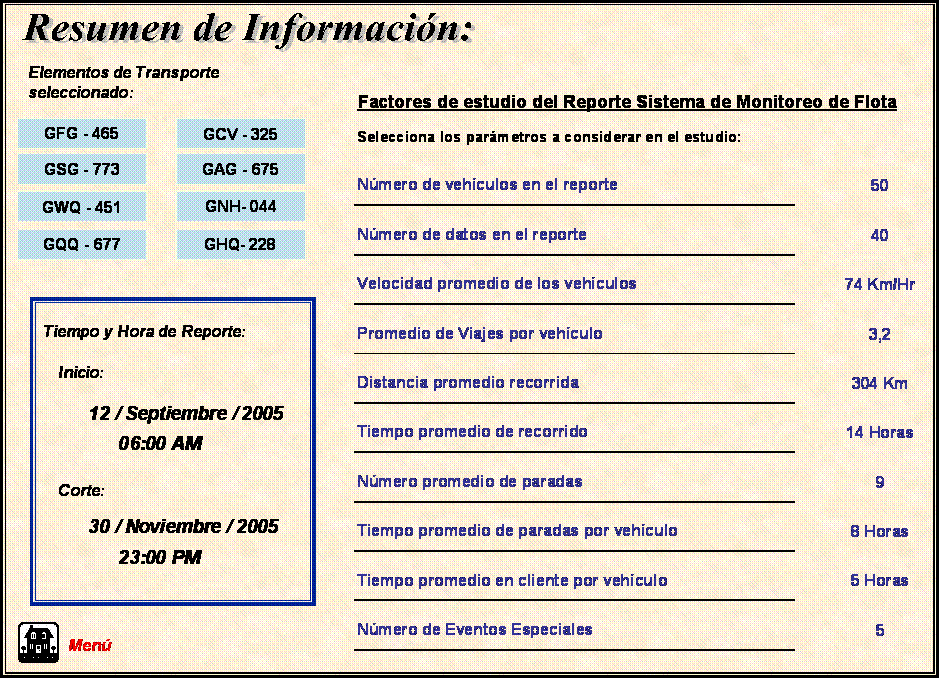 Resumen de Información:
Elementos de Transporte
seleccionado:
GFG - 465
GCV - 325
GSG - 773
GAG - 675
GWQ - 451
GNH- 044
GQQ - 677
GHQ- 228
Tiempo y Hora de Reporte:
Inicio:
12 / Septiembre / 2005
06:00 AM
Corte:
30 / Noviembre / 2005
23:00 PM
Menú
Factores de estudio del Reporte Sistema de Monitoreo de Flota
Selecciona los parámetros a considerar en el estudio:
Número de vehículos en el reporte 50
Número de datos en el reporte 40
Velocidad promedio de los vehículos 74 Km/Hr
Promedio de Viajes por vehículo 3,2
Distancia promedio recorrida 304 Km
Tiempo promedio de recorrido 14 Horas
Número promedio de paradas 9
Tiempo promedio de paradas por vehículo 8 Horas
Tiempo promedio en cliente por vehículo 5 Horas
Número de Eventos Especiales 5